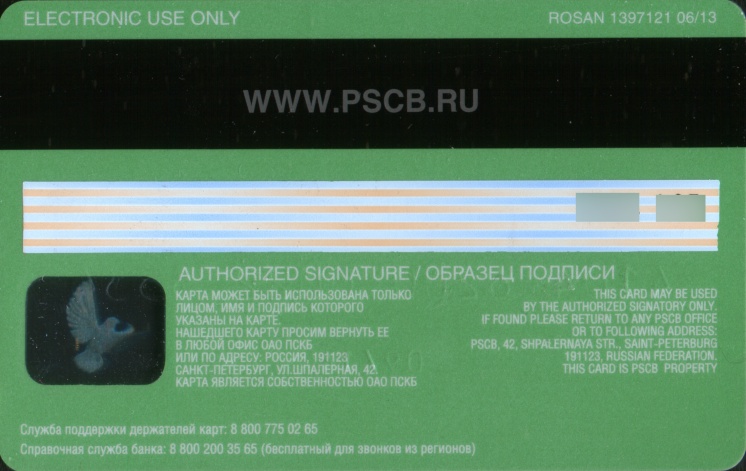 ELECTRONIC USE ONLY
ROSAN 1397121 06/13
WWW.PSCB.RU
AUTHORIZED SIGNATURE / ОБРАЗЕЦ ПОДПИСИ
КАРТА МОЖЕТ БЫТЬ ИСПОЛЬЗОВАНА ТОЛЬКО
ЛИЦОМ, ИМЯ И ПОДПИСЬ КОТОРОГО
УКАЗАНЫ НА КАРТЕ.
НАШЕДШЕГО КАРТУ ПРОСИМ ВЕРНУТЬ ЕЕ
В ЛЮБОЙ ОФИС ОАО ПСКБ
ИЛИ ПО АДРЕСУ: РОССИЯ, 191123
САНКТ-ПЕТЕРБУРГ, УЛ.ШПАЛЕРНАЯ, 42.
КАРТА ЯВЛЯЕТСЯ СОБСТВЕННОСТЬЮ ОАО ПСКБ
THIS CARD MAY BE USED
BY THE AUTHORIZED SIGNATORY ONLY.
IF FOUND PLEASE RETURN TO ANY PSCB OFFICE
OR TO FOLLOWING ADDRESS:
PSCB, 42, SHPALERNAYA STR., SAINT-PETERBURG
191123, RUSSIAN FEDERATION.
THIS CARD IS PSCB PROPERTY
Служба поддержки держателей карт: 8 800 775 02 65
Справочная служба банка: 8 800 200 35 65 (бесплатный для звонков из регионов)